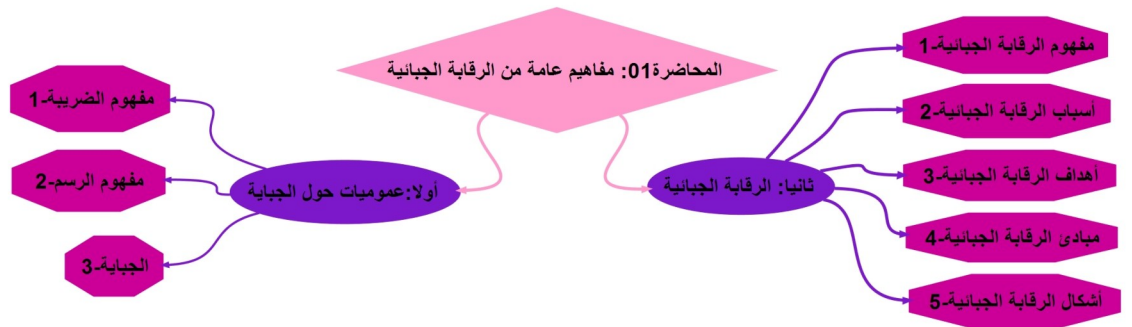 المحاضرة01: مفاهيم عامة من الرقابة الجبائية
أولا:عموميات حول الجباية
1-مفهوم الضريبة
2-مفهوم الرسم
3-الجباية
ثانيا: الرقابة الجبائية
1-مفهوم الرقابة الجبائية
2-أسباب الرقابة الجبائية
3-أهداف الرقابة الجبائية
4-مبادئ الرقابة الجبائية
5-أشكال الرقابة الجبائية